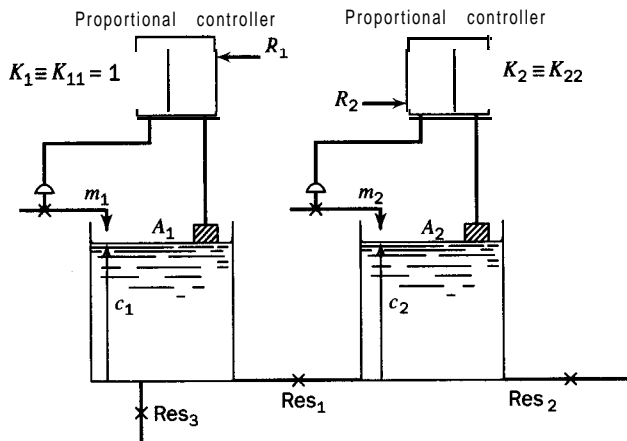 Proportional controller
Proportional controller
R₁
K₁ ≡ K₁₁ = 1
K₂ ≡ K₂₂
R₂
m₁
m₂
A₁
A₂
c₁
c₂
Res₁
Res₂
Res₃